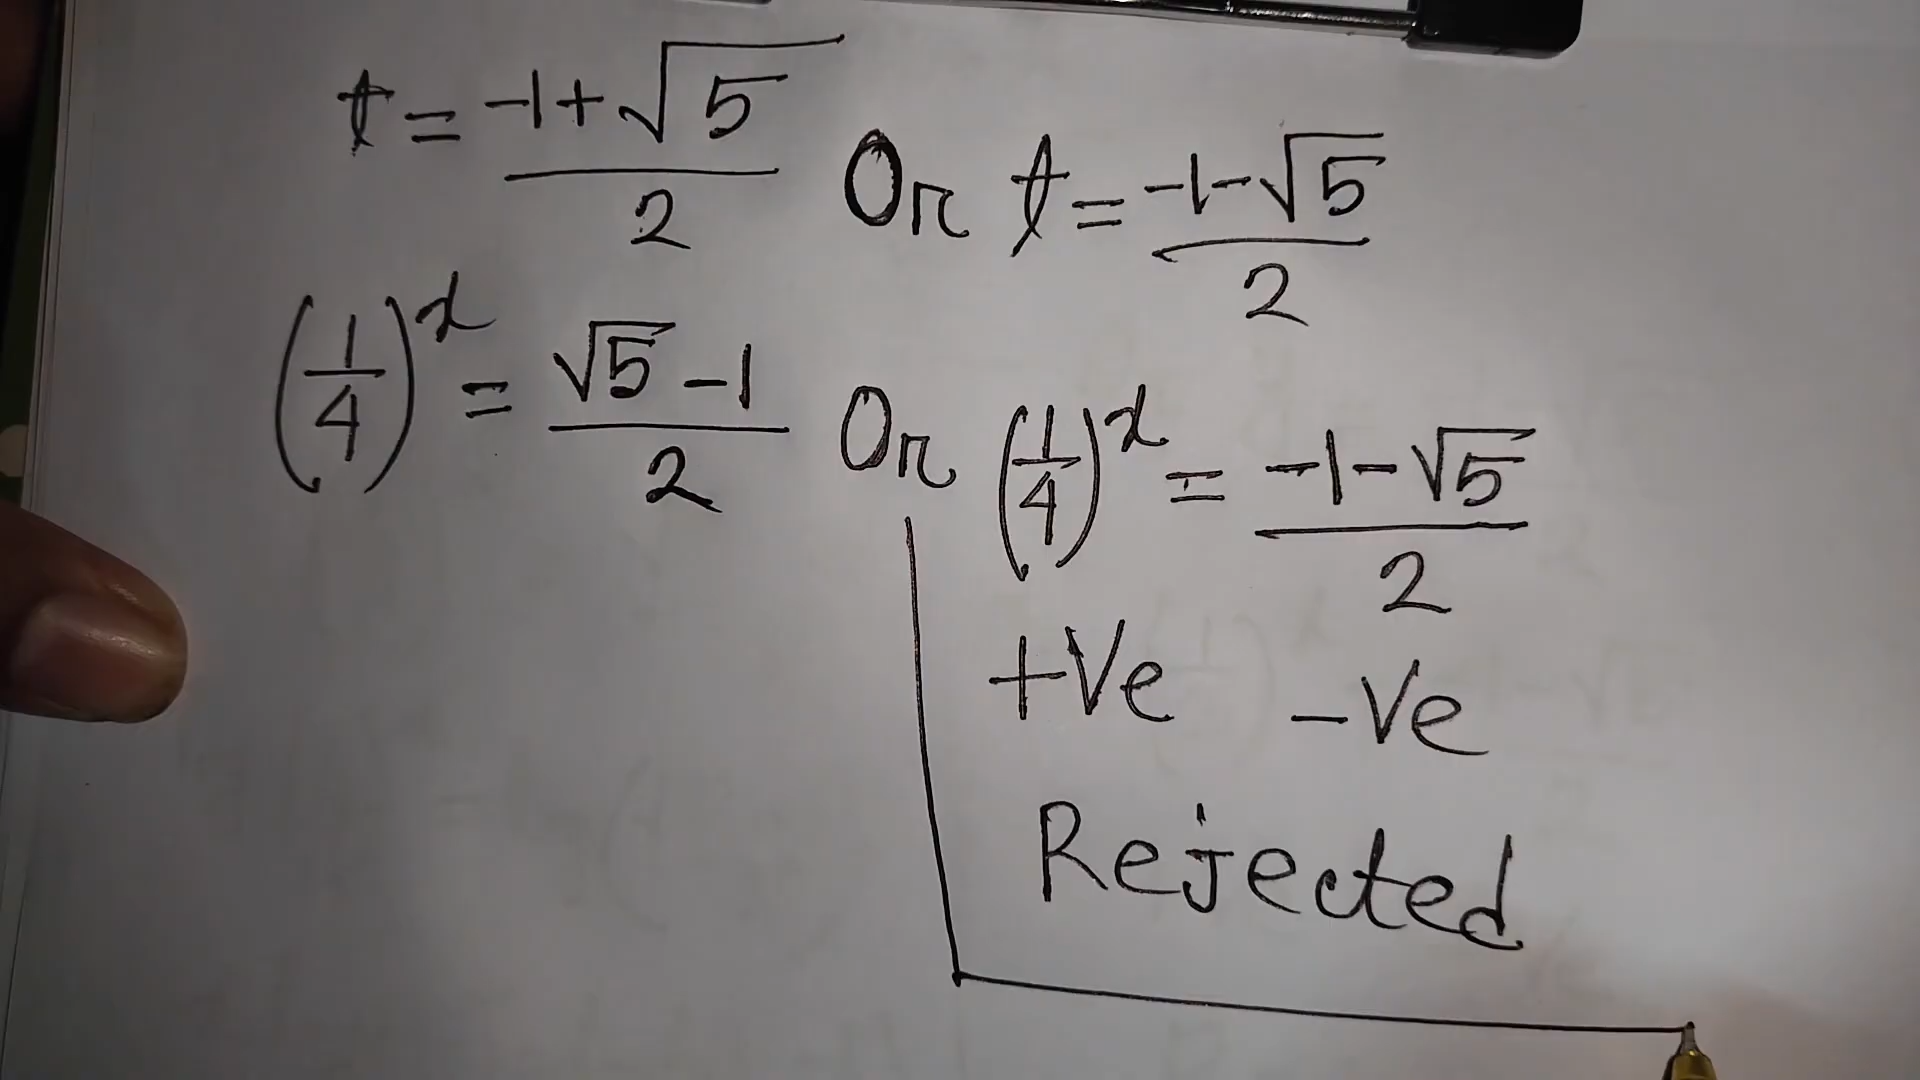 t = (-1+√5)/2 Or t = (-1-√5)/2
(1/4)^x = (√5 -1)/2 Or (1/4)^x = (-1-√5)/2
+Ve -Ve
Rejected